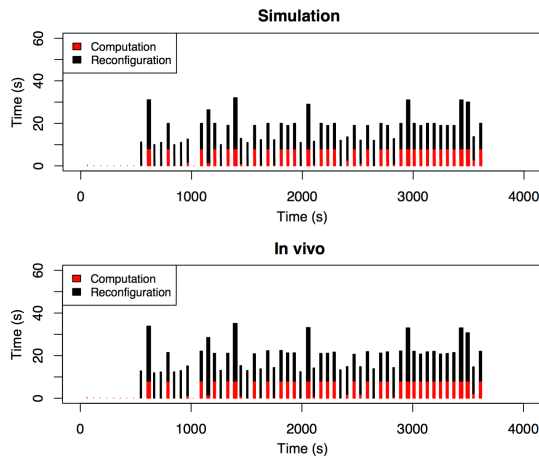 Simulation
60
40
20
0
Time (s)
Computation
Reconfiguration
0
1000
2000
3000
4000
Time (s)
In vivo
60
40
20
0
Time (s)
Computation
Reconfiguration
0
1000
2000
3000
4000
Time (s)